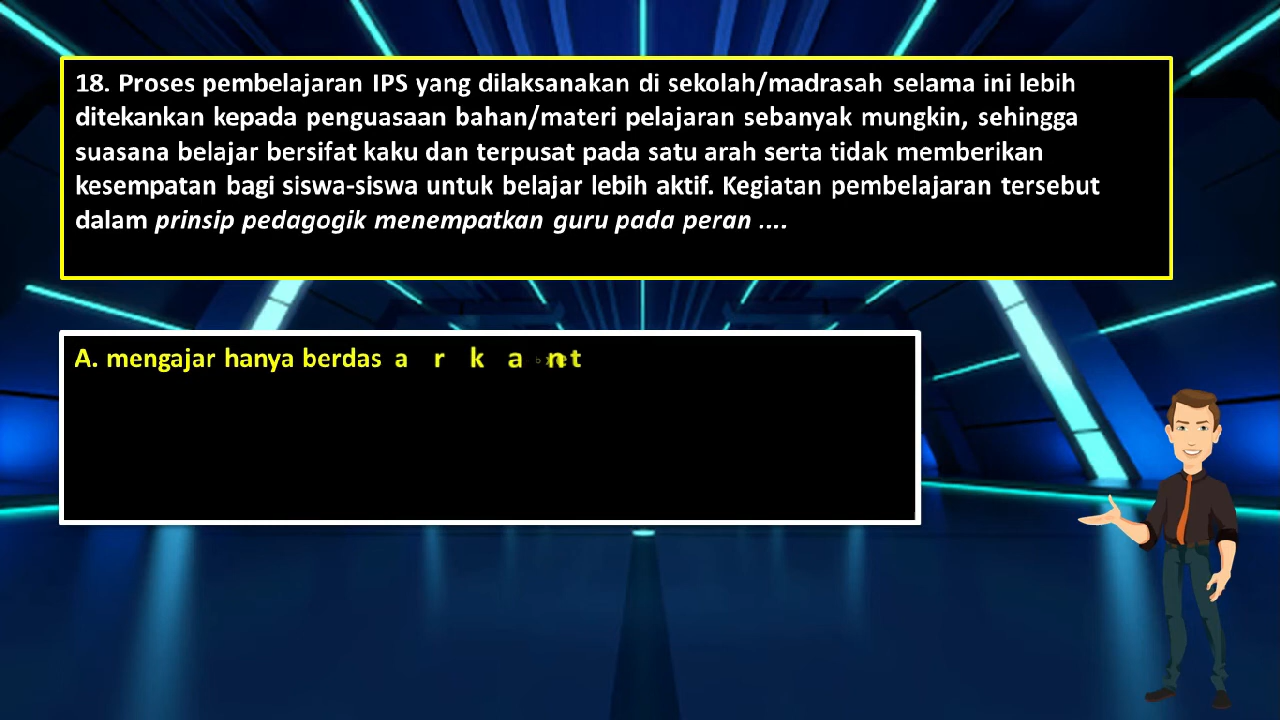 18. Proses pembelajaran IPS yang dilaksanakan di sekolah/madrasah selama ini lebih
ditekankan kepada penguasaan bahan/materi pelajaran sebanyak mungkin, sehingga
suasana belajar bersifat kaku dan terpusat pada satu arah serta tidak memberikan
kesempatan bagi siswa-siswa untuk belajar lebih aktif. Kegiatan pembelajaran tersebut
dalam prinsip pedagogik menempatkan guru pada peran ....
A. mengajar hanya